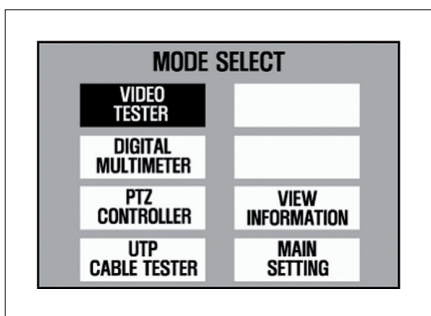 MODE SELECT
VIDEO
TESTER
DIGITAL
MULTIMETER
PTZ
CONTROLLER
VIEW
INFORMATION
UTP
CABLE TESTER
MAIN
SETTING